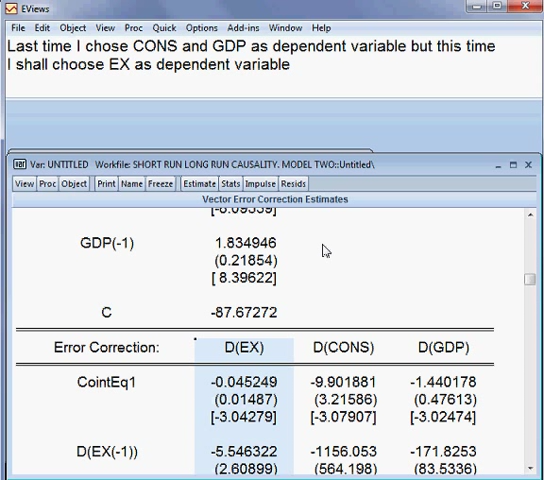 EViews
File Edit Object View Proc Quick Options Add-ins Window Help
Last time I chose CONS and GDP as dependent variable but this time
I shall choose EX as dependent variable
var Var: UNTITLED Workfile: SHORT RUN LONG RUN CAUSALITY. MODEL TWO::Untitled\
View Proc Object Print Name Freeze Estimate Stats Impulse Resids
Vector Error Correction Estimates
[-6.09539]
GDP(-1) 1.834946
(0.21854)
[ 8.39622]
C -87.67272
Error Correction: D(EX) D(CONS) D(GDP)
CointEq1 -0.045249 -9.901881 -1.440178
(0.01487) (3.21586) (0.47613)
[-3.04279] [-3.07907] [-3.02474]
D(EX(-1)) -5.546322 -1156.053 -171.8253
(2.60899) (564.198) (83.5336)